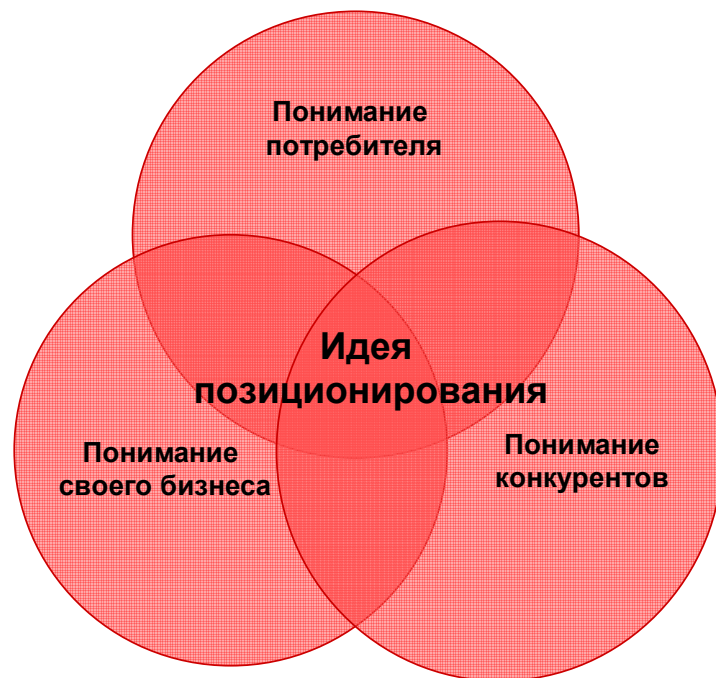 Понимание
потребителя
Идея
позиционирования
Понимание
своего бизнеса
Понимание
конкурентов